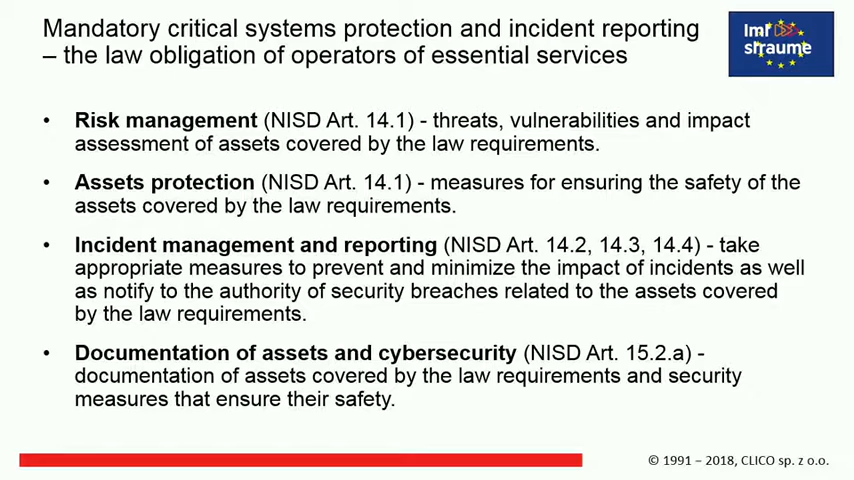 Mandatory critical systems protection and incident reporting
– the law obligation of operators of essential services
lmf
straume
• Risk management (NISD Art. 14.1) - threats, vulnerabilities and impact
assessment of assets covered by the law requirements.
• Assets protection (NISD Art. 14.1) - measures for ensuring the safety of the
assets covered by the law requirements.
• Incident management and reporting (NISD Art. 14.2, 14.3, 14.4) - take
appropriate measures to prevent and minimize the impact of incidents as well
as notify to the authority of security breaches related to the assets covered
by the law requirements.
• Documentation of assets and cybersecurity (NISD Art. 15.2.a) -
documentation of assets covered by the law requirements and security
measures that ensure their safety.
© 1991 – 2018, CLICO sp. z o.o.